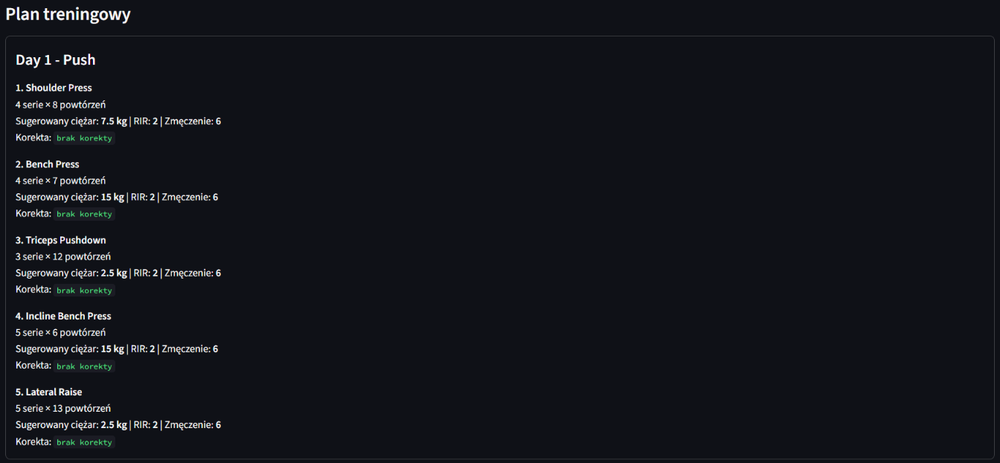 Plan treningowy
Day 1 - Push
1. Shoulder Press
4 serie × 8 powtórzeń
Sugerowany ciężar: 7.5 kg | RIR: 2 | Zmęczenie: 6
Korekta: brak korekty
2. Bench Press
4 serie × 7 powtórzeń
Sugerowany ciężar: 15 kg | RIR: 2 | Zmęczenie: 6
Korekta: brak korekty
3. Triceps Pushdown
3 serie × 12 powtórzeń
Sugerowany ciężar: 2.5 kg | RIR: 2 | Zmęczenie: 6
Korekta: brak korekty
4. Incline Bench Press
5 serie × 6 powtórzeń
Sugerowany ciężar: 15 kg | RIR: 2 | Zmęczenie: 6
Korekta: brak korekty
5. Lateral Raise
5 serie × 13 powtórzeń
Sugerowany ciężar: 2.5 kg | RIR: 2 | Zmęczenie: 6
Korekta: brak korekty